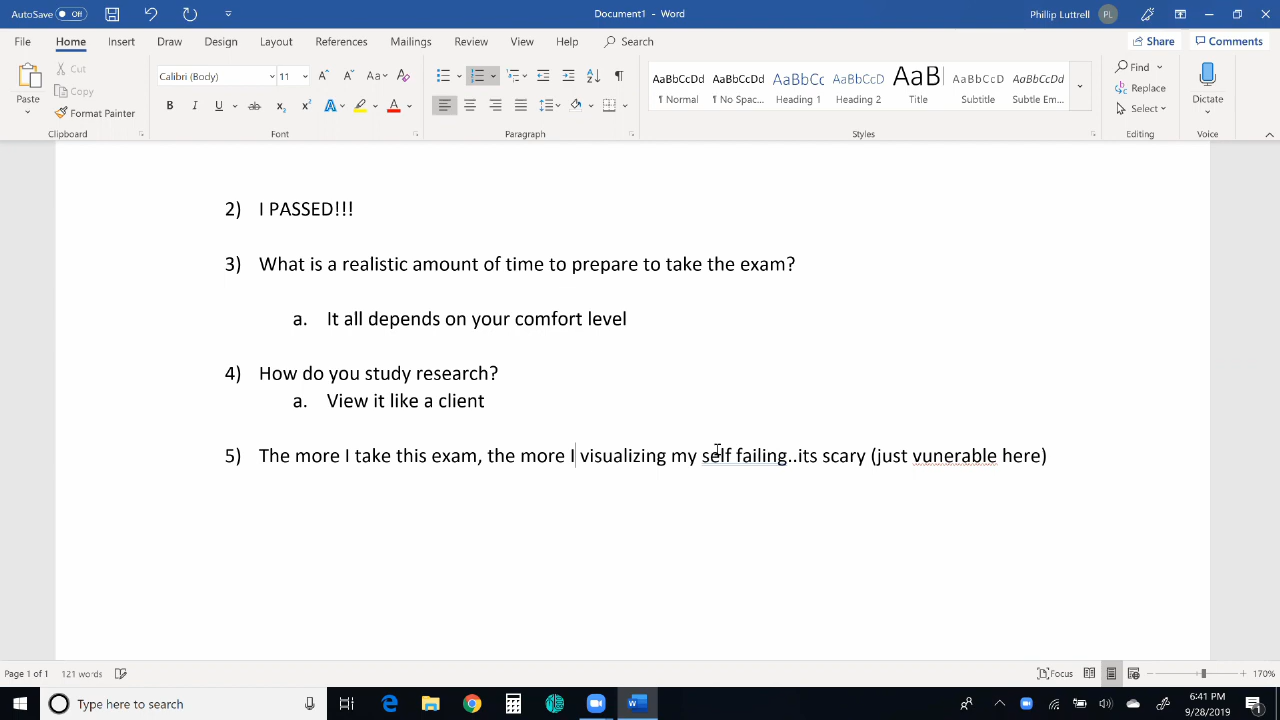 AutoSave Off Document1 - Word Phillip Luttrell PL
File Home Insert Draw Design Layout References Mailings Review View Help Search Share Comments
Paste Cut Copy Format Painter
Calibri (Body) 11
AaBbCcDd AaBbCcDd AaBbCc AaBbCcD AaB AaBbCcD AaBbCcDd
¶ Normal ¶ No Spac... Heading 1 Heading 2 Title Subtitle Subtle Em...
Find Replace Select
Dictate
Clipboard Font Paragraph Styles Editing Voice
2) I PASSED!!!
3) What is a realistic amount of time to prepare to take the exam?
a. It all depends on your comfort level
4) How do you study research?
a. View it like a client
5) The more I take this exam, the more I visualizing my self failing..its scary (just vunerable here)
Page 1 of 1 121 words Focus 170%
Type here to search 6:41 PM
9/28/2019